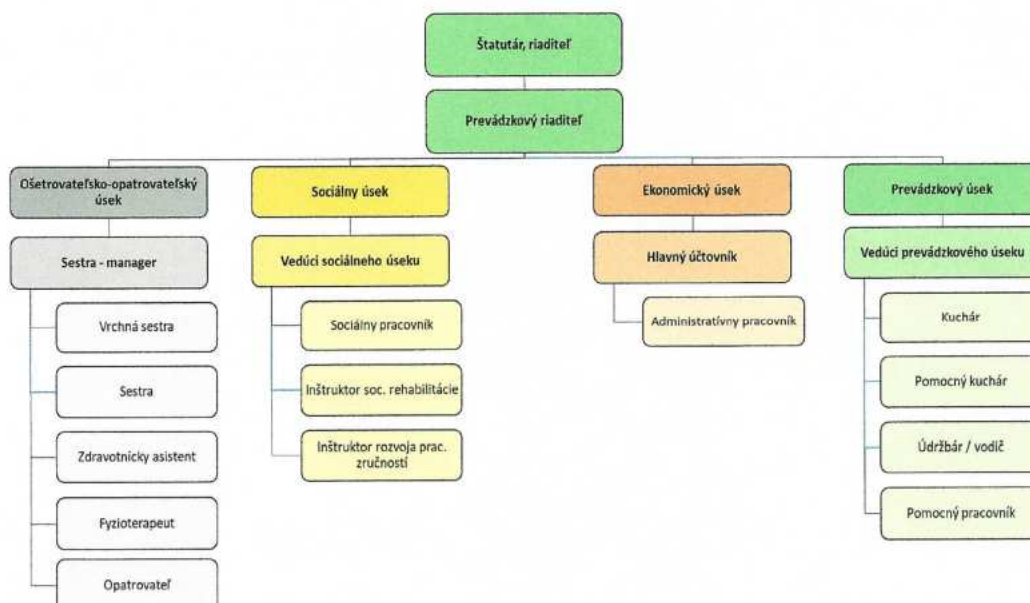 Štatutár, riaditeľ
Prevádzkový riaditeľ
Ošetrovateľsko-opatrovateľský
úsek
Sestra - manager
Vrchná sestra
Sestra
Zdravotnícky asistent
Fyzioterapeut
Opatrovateľ
Sociálny úsek
Vedúci sociálneho úseku
Sociálny pracovník
Inštruktor soc. rehabilitácie
Inštruktor rozvoja prac.
zručností
Ekonomický úsek
Hlavný účtovník
Administratívny pracovník
Prevádzkový úsek
Vedúci prevádzkového úseku
Kuchár
Pomocný kuchár
Údržbár / vodič
Pomocný pracovník